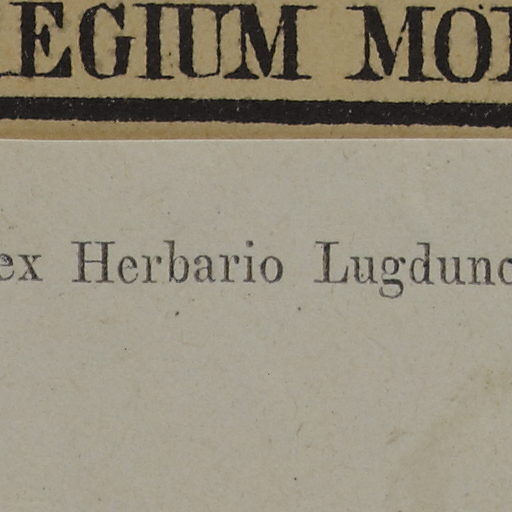 EGIUM MO
ex Herbario Lugdun